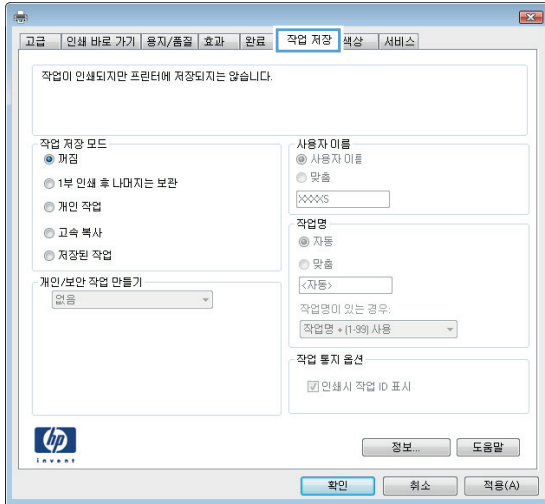 고급 인쇄 바로 가기 용지/품질 효과 완료 작업 저장 색상 서비스
작업이 인쇄되지만 프린터에 저장되지는 않습니다.
작업 저장 모드
꺼짐
1부 인쇄 후 나머지는 보관
개인 작업
고속 복사
저장된 작업
개인/보안 작업 만들기
없음
사용자 이름
사용자 이름
맞춤
XXXXS
작업명
자동
맞춤
<자동>
작업명이 있는 경우:
작업명 + (1-99) 사용
작업 통지 옵션
인쇄시 작업 ID 표시
hp
invent
정보... 도움말
확인 취소 적용(A)